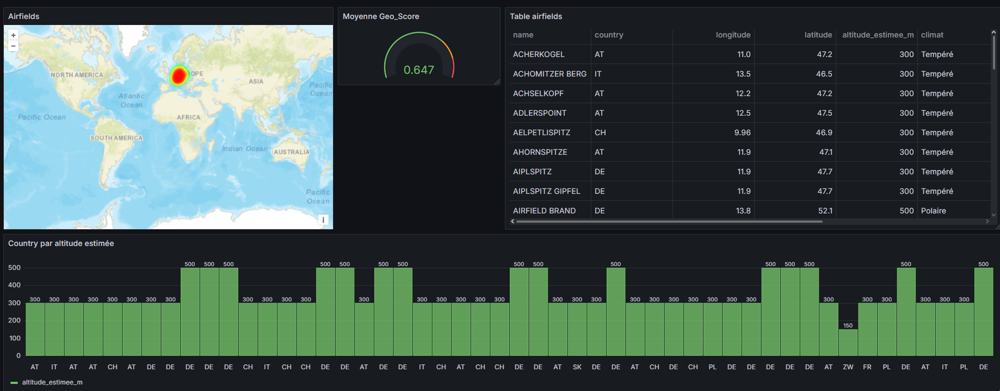 Airfields
+
−
NORTH AMERICA
OPE
ASIA
Pacific
Ocean
Atlantic
Ocean
Pacific Ocean
AFRICA
SOUTH AMERICA
Indian Ocean
AUSTRALIA
Pacific
Ocean
i
Moyenne Geo_Score
0.647
Table airfields
name country longitude latitude altitude_estimee_m climat
ACHERKOGEL AT 11.0 47.2 300 Tempéré
ACHOMITZER BERG IT 13.5 46.5 300 Tempéré
ACHSELKOPF AT 12.2 47.2 300 Tempéré
ADLERSPOINT AT 12.5 47.5 300 Tempéré
AELPETLISPITZ CH 9.96 46.9 300 Tempéré
AHORNSPITZE AT 11.9 47.1 300 Tempéré
AIPLSPITZ DE 11.9 47.7 300 Tempéré
AIPLSPITZ GIPFEL DE 11.9 47.7 300 Tempéré
AIRFIELD BRAND DE 13.8 52.1 500 Polaire
Country par altitude estimée
500
400
300
200
100
0
300 300 300 300 300 300 300 300 500 500 500 300 300 300 300 500 500 300 500 500 300 300 300 300 300 500 500 300 300 300 500 300 300 300 300 300 300 300 500 500 500 300 150 300 300 500 300 300 300 500
AT IT AT AT CH AT DE DE DE DE DE CH IT CH CH DE DE AT DE DE IT CH AT CH CH DE DE AT SK DE DE AT CH DE CH PL DE DE DE DE DE AT ZW FR PL DE AT IT PL DE
altitude_estimee_m